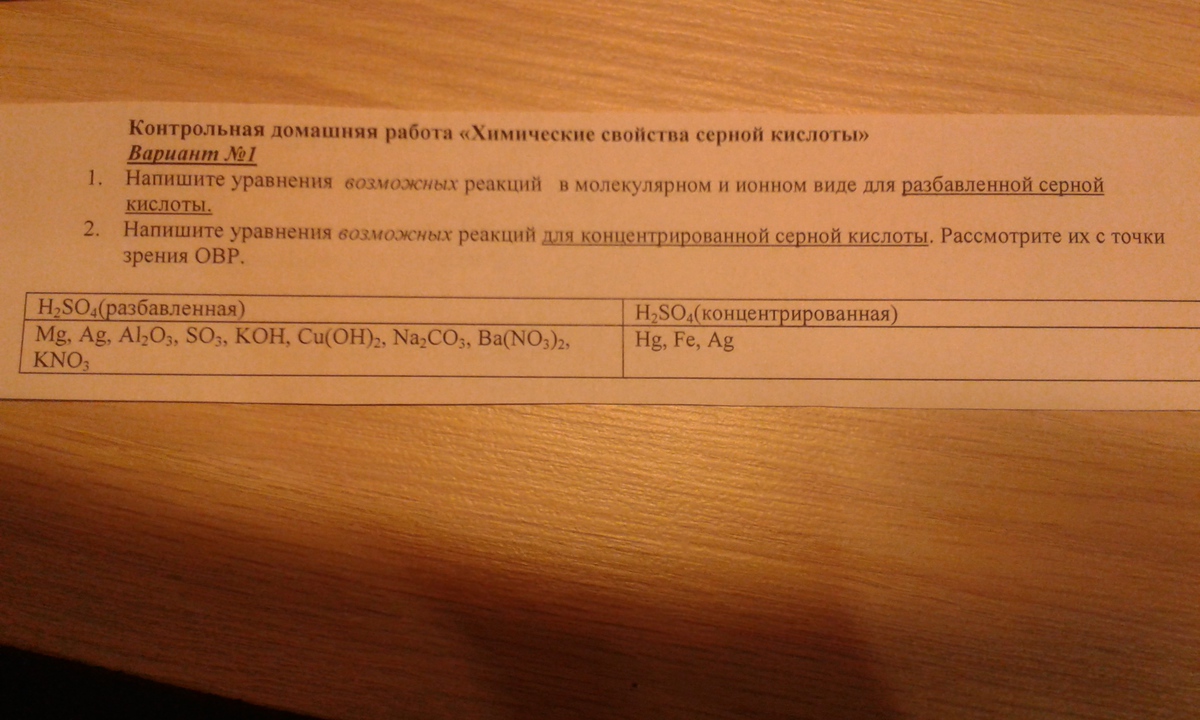 Контрольная домашняя работа «Химические свойства серной кислоты»
Вариант №1
1. Напишите уравнения возможных реакций в молекулярном и ионном виде для разбавленной серной
кислоты.
2. Напишите уравнения возможных реакций для концентрированной серной кислоты. Рассмотрите их с точки
зрения ОВР.
H₂SO₄(разбавленная)
Mg, Ag, Al₂O₃, SO₃, KOH, Cu(OH)₂, Na₂CO₃, Ba(NO₃)₂,
KNO₃
H₂SO₄(концентрированная)
Hg, Fe, Ag